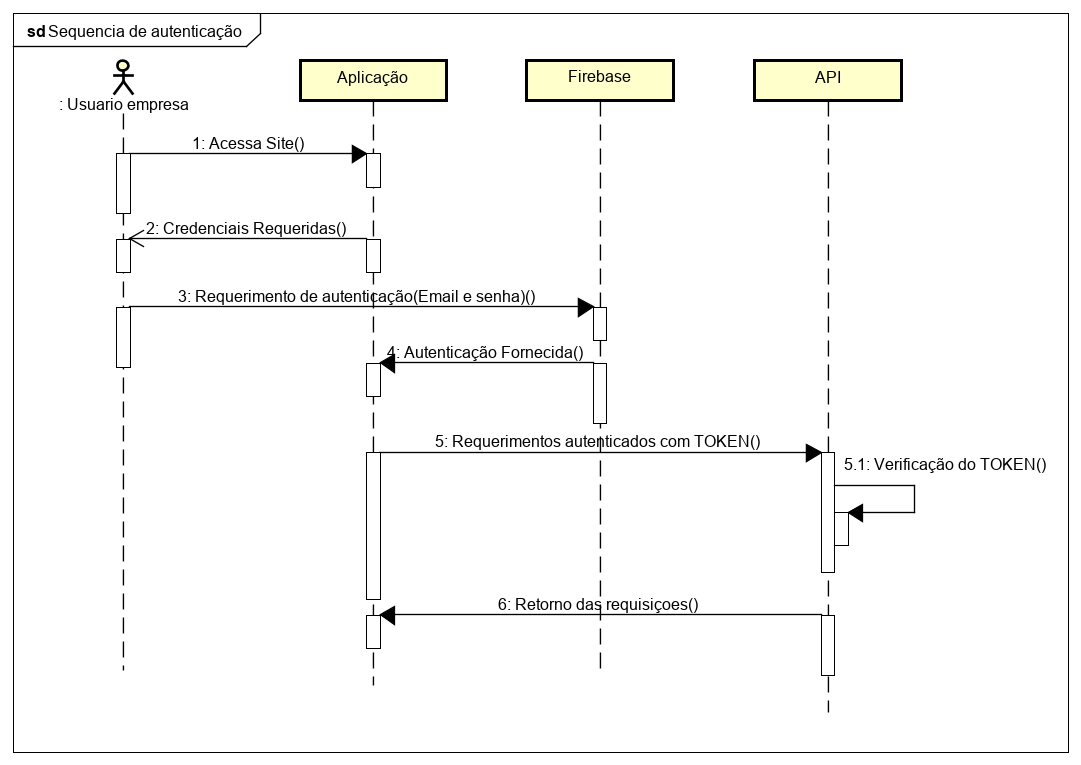 sd Sequencia de autenticação
: Usuario empresa
Aplicação
Firebase
API
1: Acessa Site()
2: Credenciais Requeridas()
3: Requerimento de autenticação(Email e senha)()
4: Autenticação Fornecida()
5: Requerimentos autenticados com TOKEN()
5.1: Verificação do TOKEN()
6: Retorno das requisiçoes()